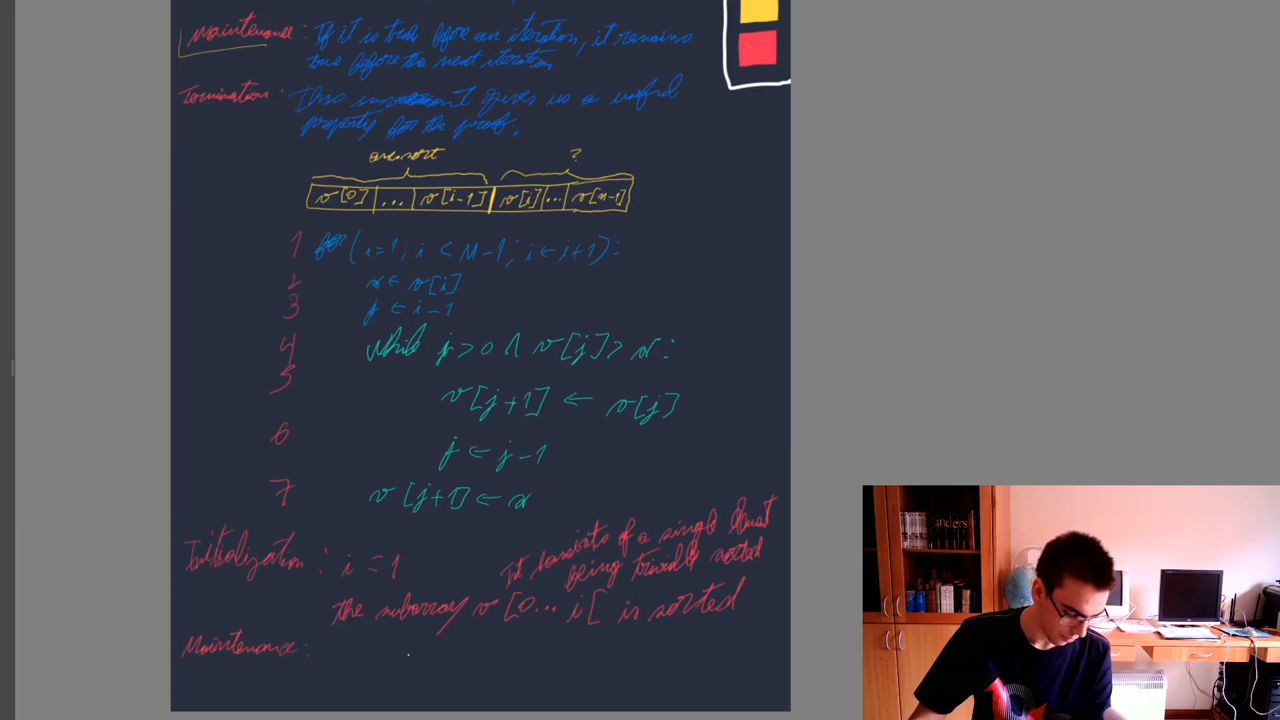 Maintenance: If it is true before an iteration, it remains
true before the next iteration
Termination: This invariant gives us a useful
property for the proof.
?
v[0] ... v[i-1] v[i] ... v[n-1]
1 for (i=1; i < N-1; i ← i+1):
2 x ← v[i]
3 j ← i-1
4 while j > 0 ∧ v[j] > x:
5 v[j+1] ← v[j]
6 j ← j-1
7 v[j+1] ← x
Initialization: i = 1
It consists of a single element
being trivially sorted
the subarray v[0... i[ is sorted
Maintenance:
anders